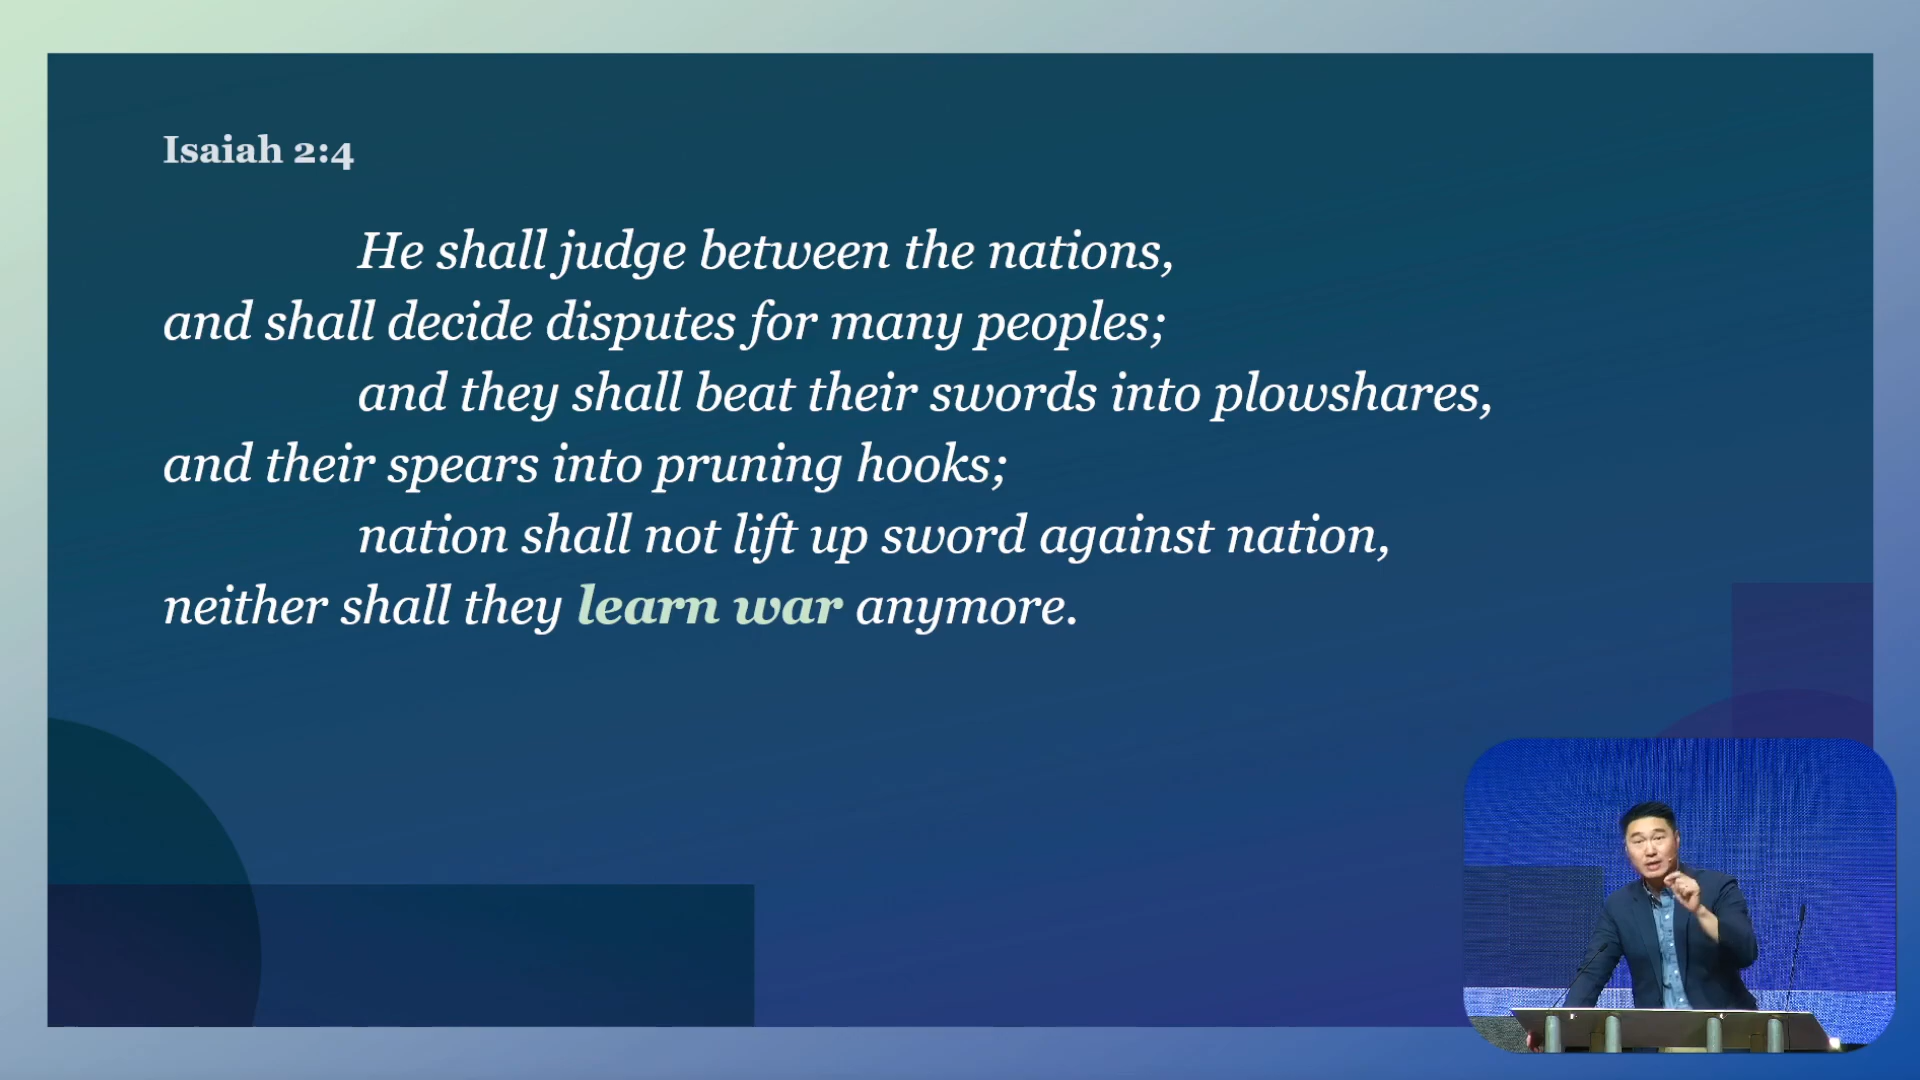 Isaiah 2:4
He shall judge between the nations,
and shall decide disputes for many peoples;
and they shall beat their swords into plowshares,
and their spears into pruning hooks;
nation shall not lift up sword against nation,
neither shall they learn war anymore.